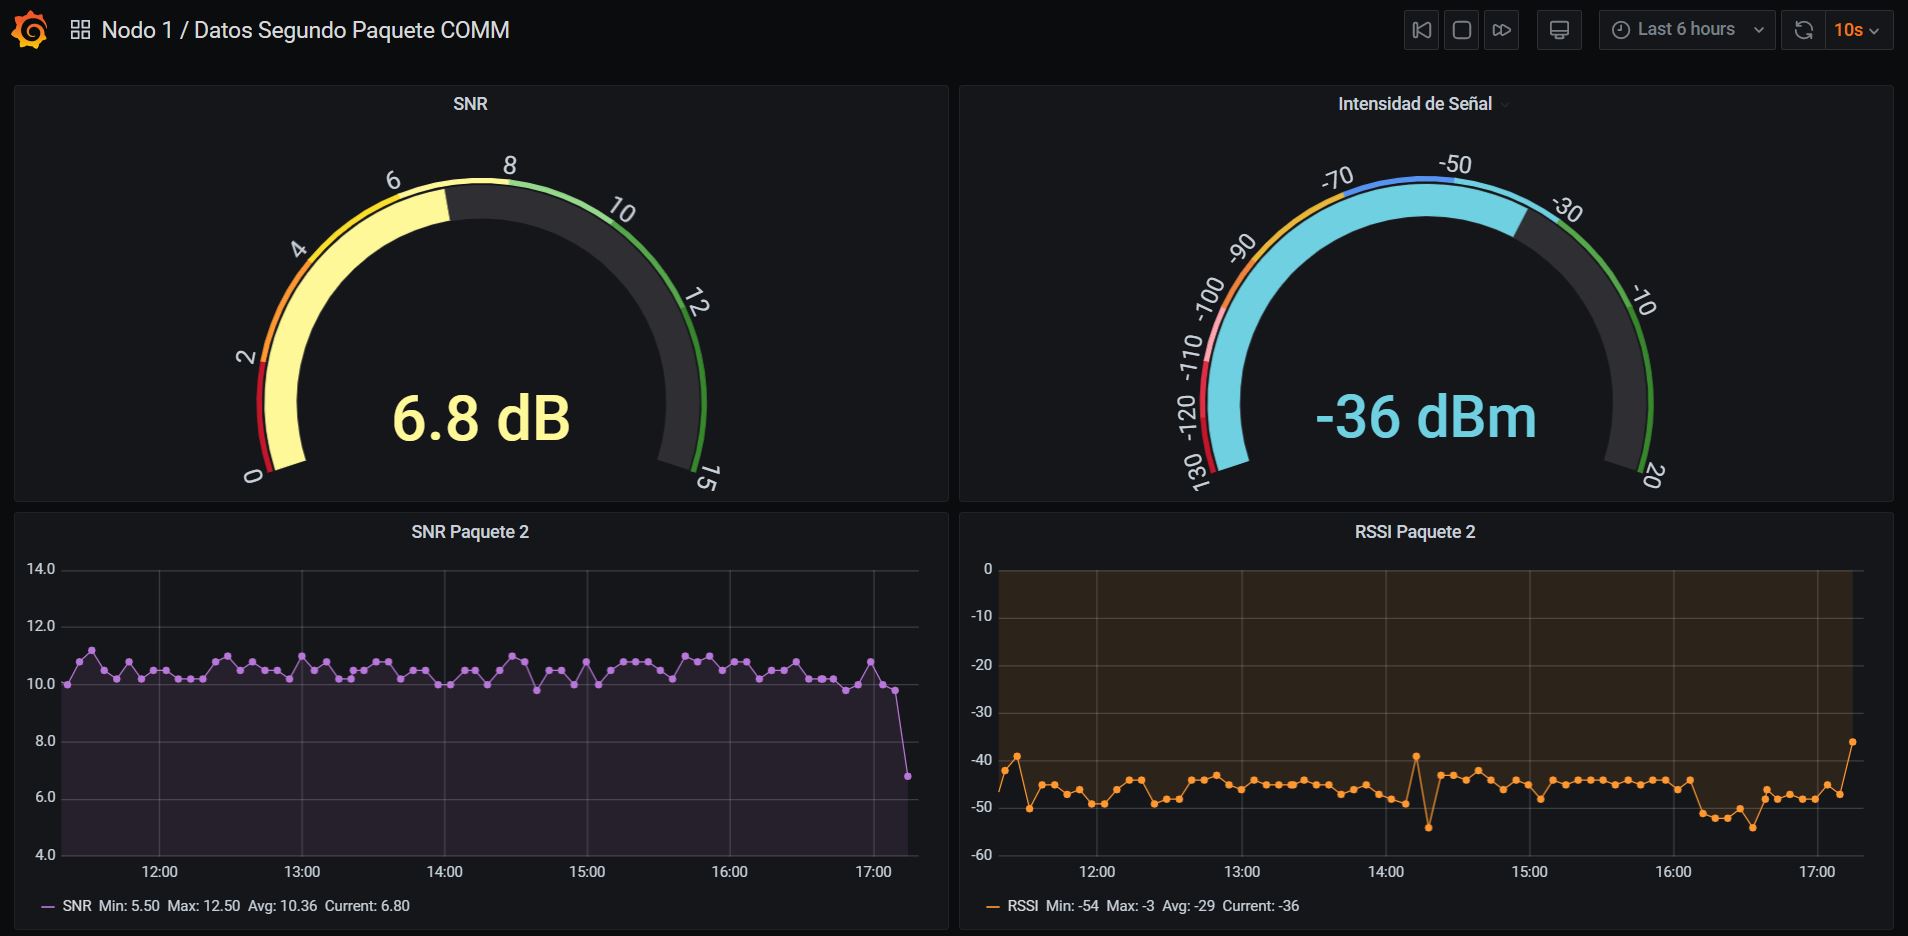 Nodo 1 / Datos Segundo Paquete COMM
Last 6 hours
10s
SNR
0
2
4
6
8
10
12
15
6.8 dB
Intensidad de Señal
130
-120
-110
-100
-90
-70
-50
-30
-10
20
-36 dBm
SNR Paquete 2
14.0
12.0
10.0
8.0
6.0
4.0
12:00 13:00 14:00 15:00 16:00 17:00
SNR Min: 5.50 Max: 12.50 Avg: 10.36 Current: 6.80
RSSI Paquete 2
0
-10
-20
-30
-40
-50
-60
12:00 13:00 14:00 15:00 16:00 17:00
RSSI Min: -54 Max: -3 Avg: -29 Current: -36